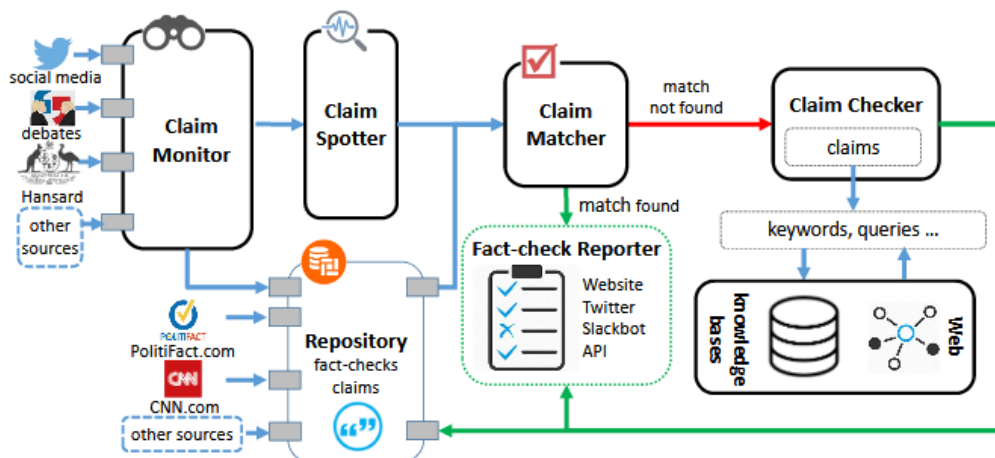 social media
debates
Hansard
other
sources
Claim
Monitor
Claim
Spotter
Claim
Matcher
match
not found
Claim Checker
claims
match found
keywords, queries ...
knowledge
bases
Web
Fact-check Reporter
Website
Twitter
Slackbot
API
POLITIFACT
PolitiFact.com
CNN
CNN.com
other sources
Repository
fact-checks
claims